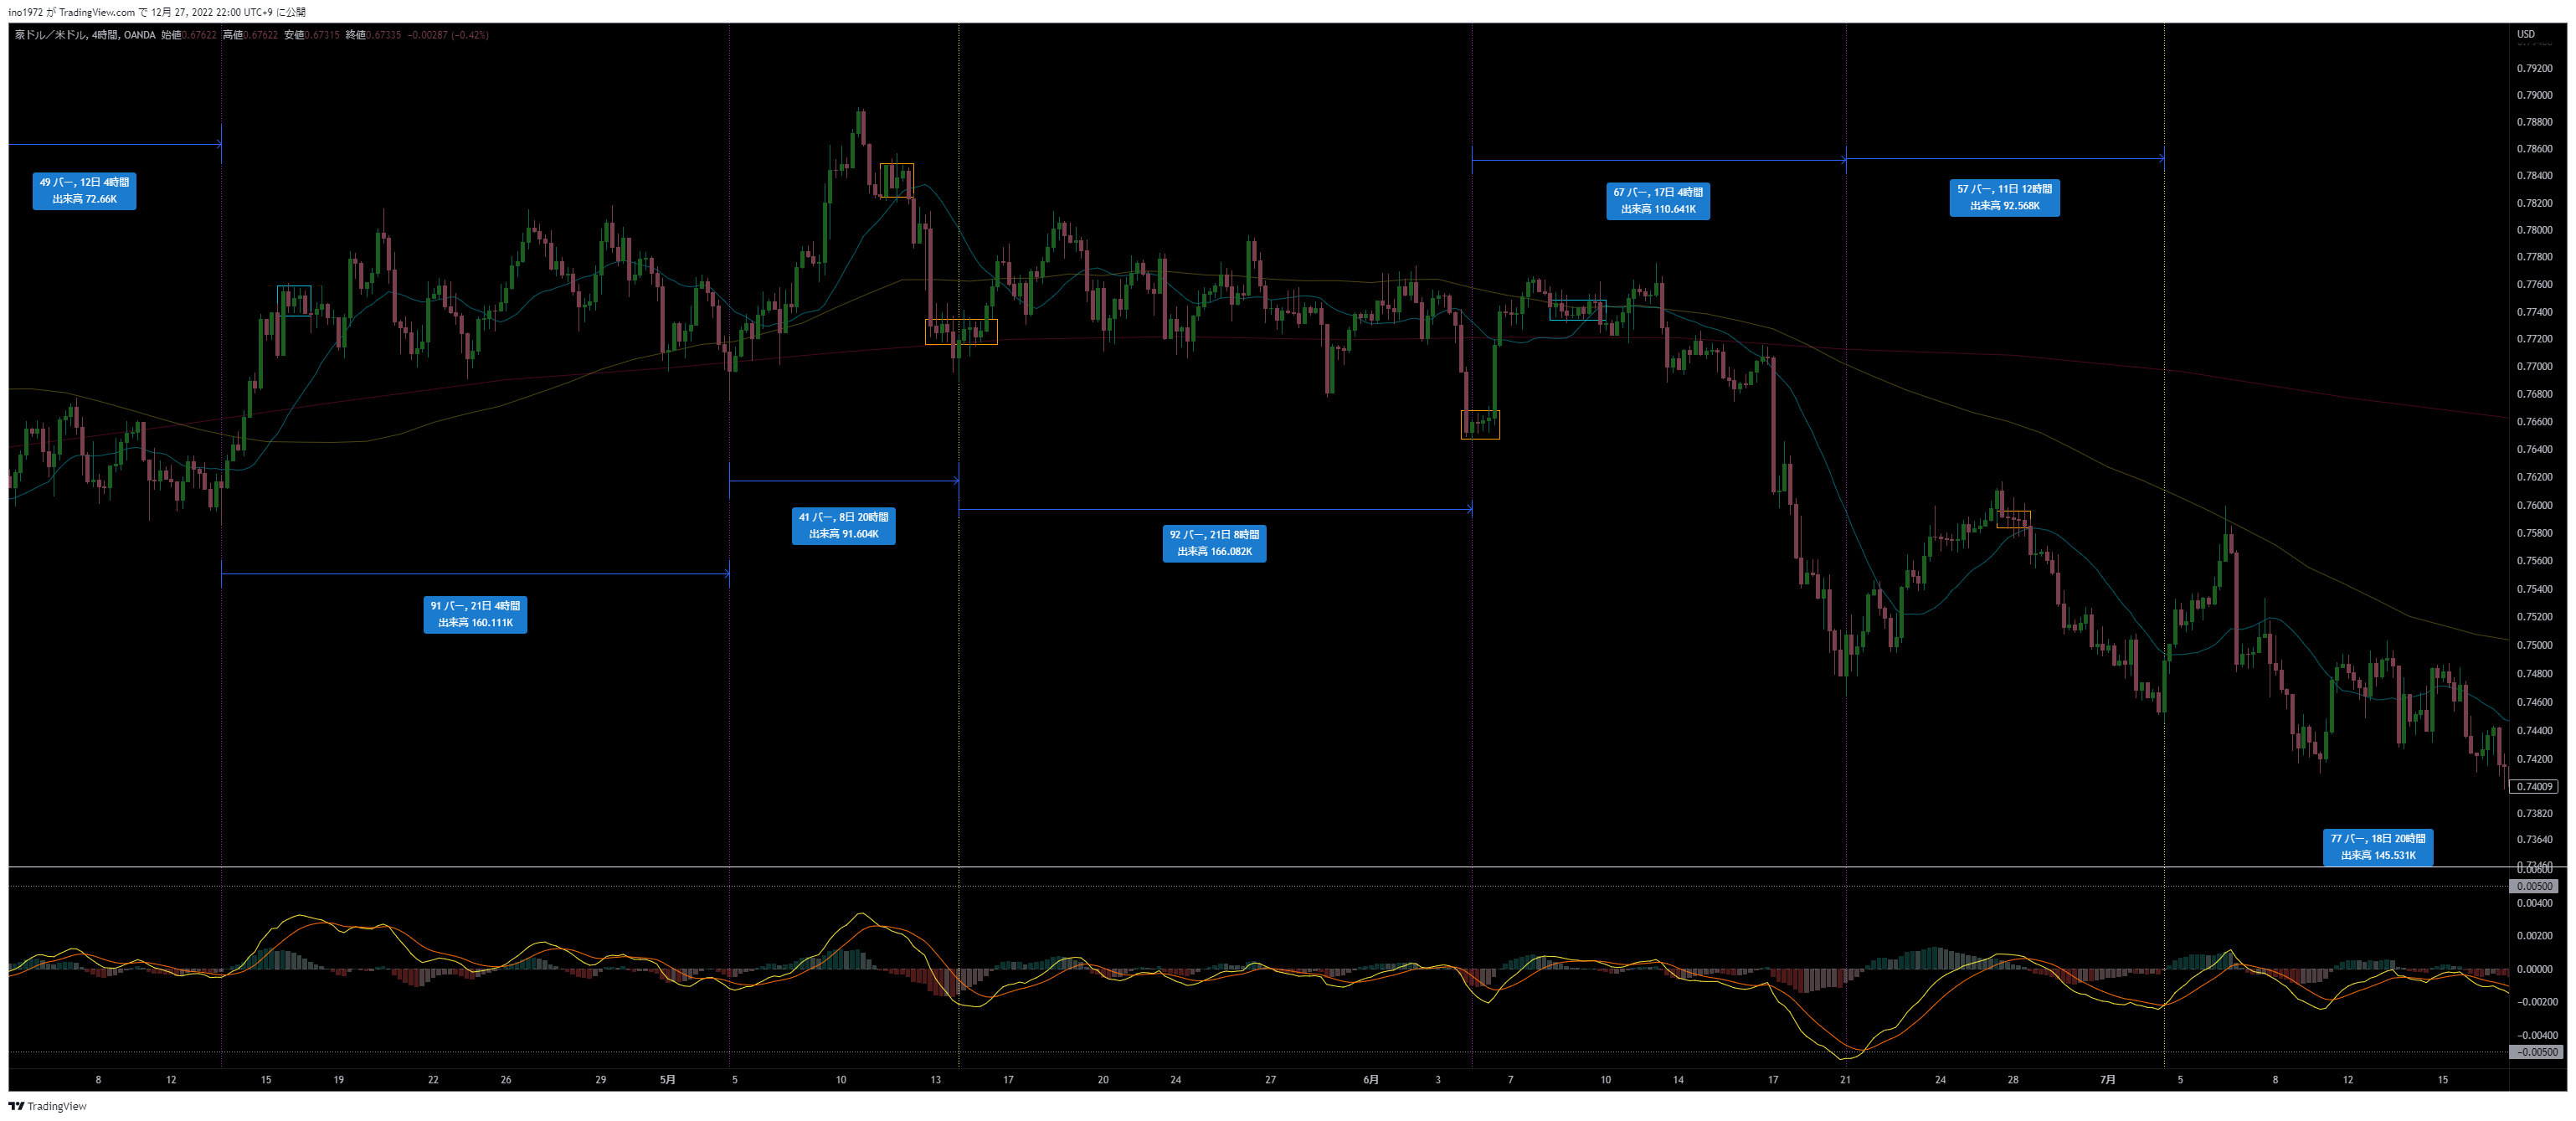 ino1972 が TradingView.com で 12月 27, 2022 22:00 UTC+9 に公開
豪ドル／米ドル, 4時間, OANDA 始値0.67622 高値0.67622 安値0.67315 終値0.67335 −0.00287 (−0.42%)
USD
0.79200
0.79000
0.78800
0.78600
0.78400
0.78200
0.78000
0.77800
0.77600
0.77400
0.77200
0.77000
0.76800
0.76600
0.76400
0.76200
0.76000
0.75800
0.75600
0.75400
0.75200
0.75000
0.74800
0.74600
0.74400
0.74200
0.74009
0.73820
0.73640
0.73460
49 バー, 12日 4時間
出来高 72.66K
67 バー, 17日 4時間
出来高 110.641K
57 バー, 11日 12時間
出来高 92.568K
41 バー, 8日 20時間
出来高 91.604K
92 バー, 21日 8時間
出来高 166.082K
91 バー, 21日 4時間
出来高 160.111K
77 バー, 18日 20時間
出来高 145.531K
0.00600
0.00500
0.00400
0.00200
0.00000
−0.00200
−0.00400
−0.00500
8 12 15 19 22 26 29 5月 5 10 13 17 20 24 27 6月 3 7 10 14 17 21 24 28 7月 5 8 12 15
TradingView